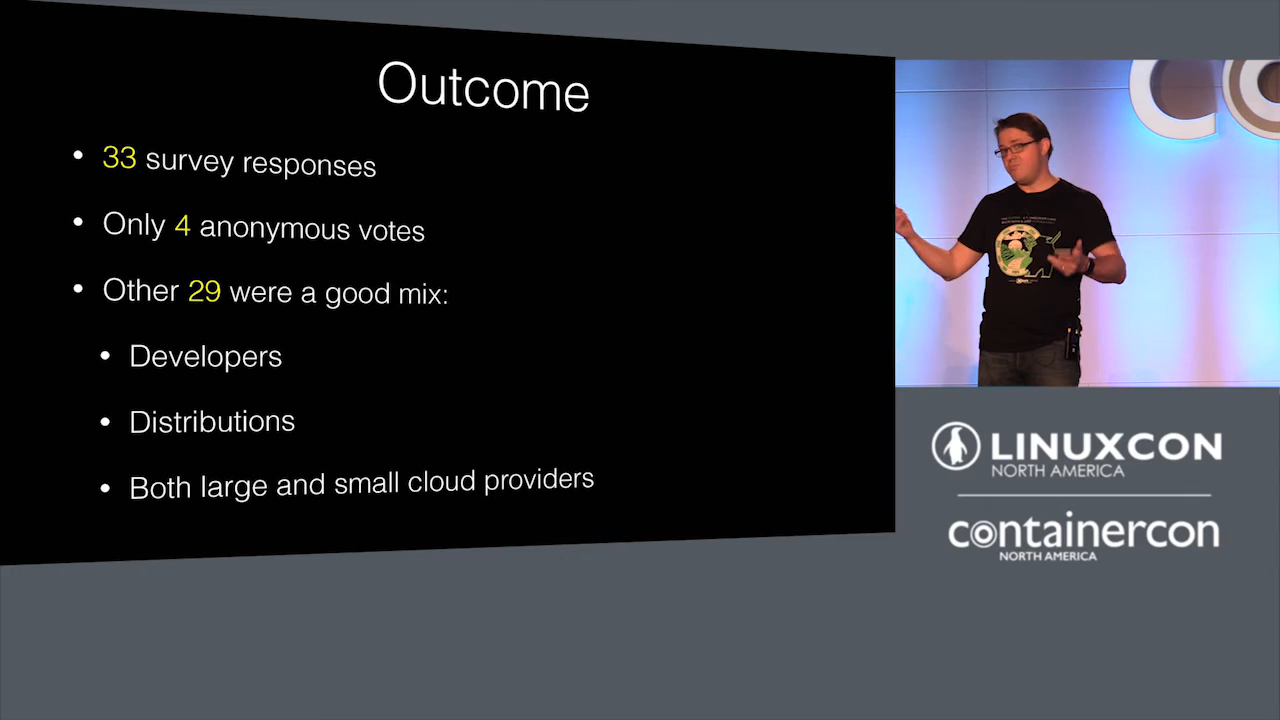 Outcome
• 33 survey responses
• Only 4 anonymous votes
• Other 29 were a good mix:
• Developers
• Distributions
• Both large and small cloud providers
LINUXCON
NORTH AMERICA
containercon
NORTH AMERICA